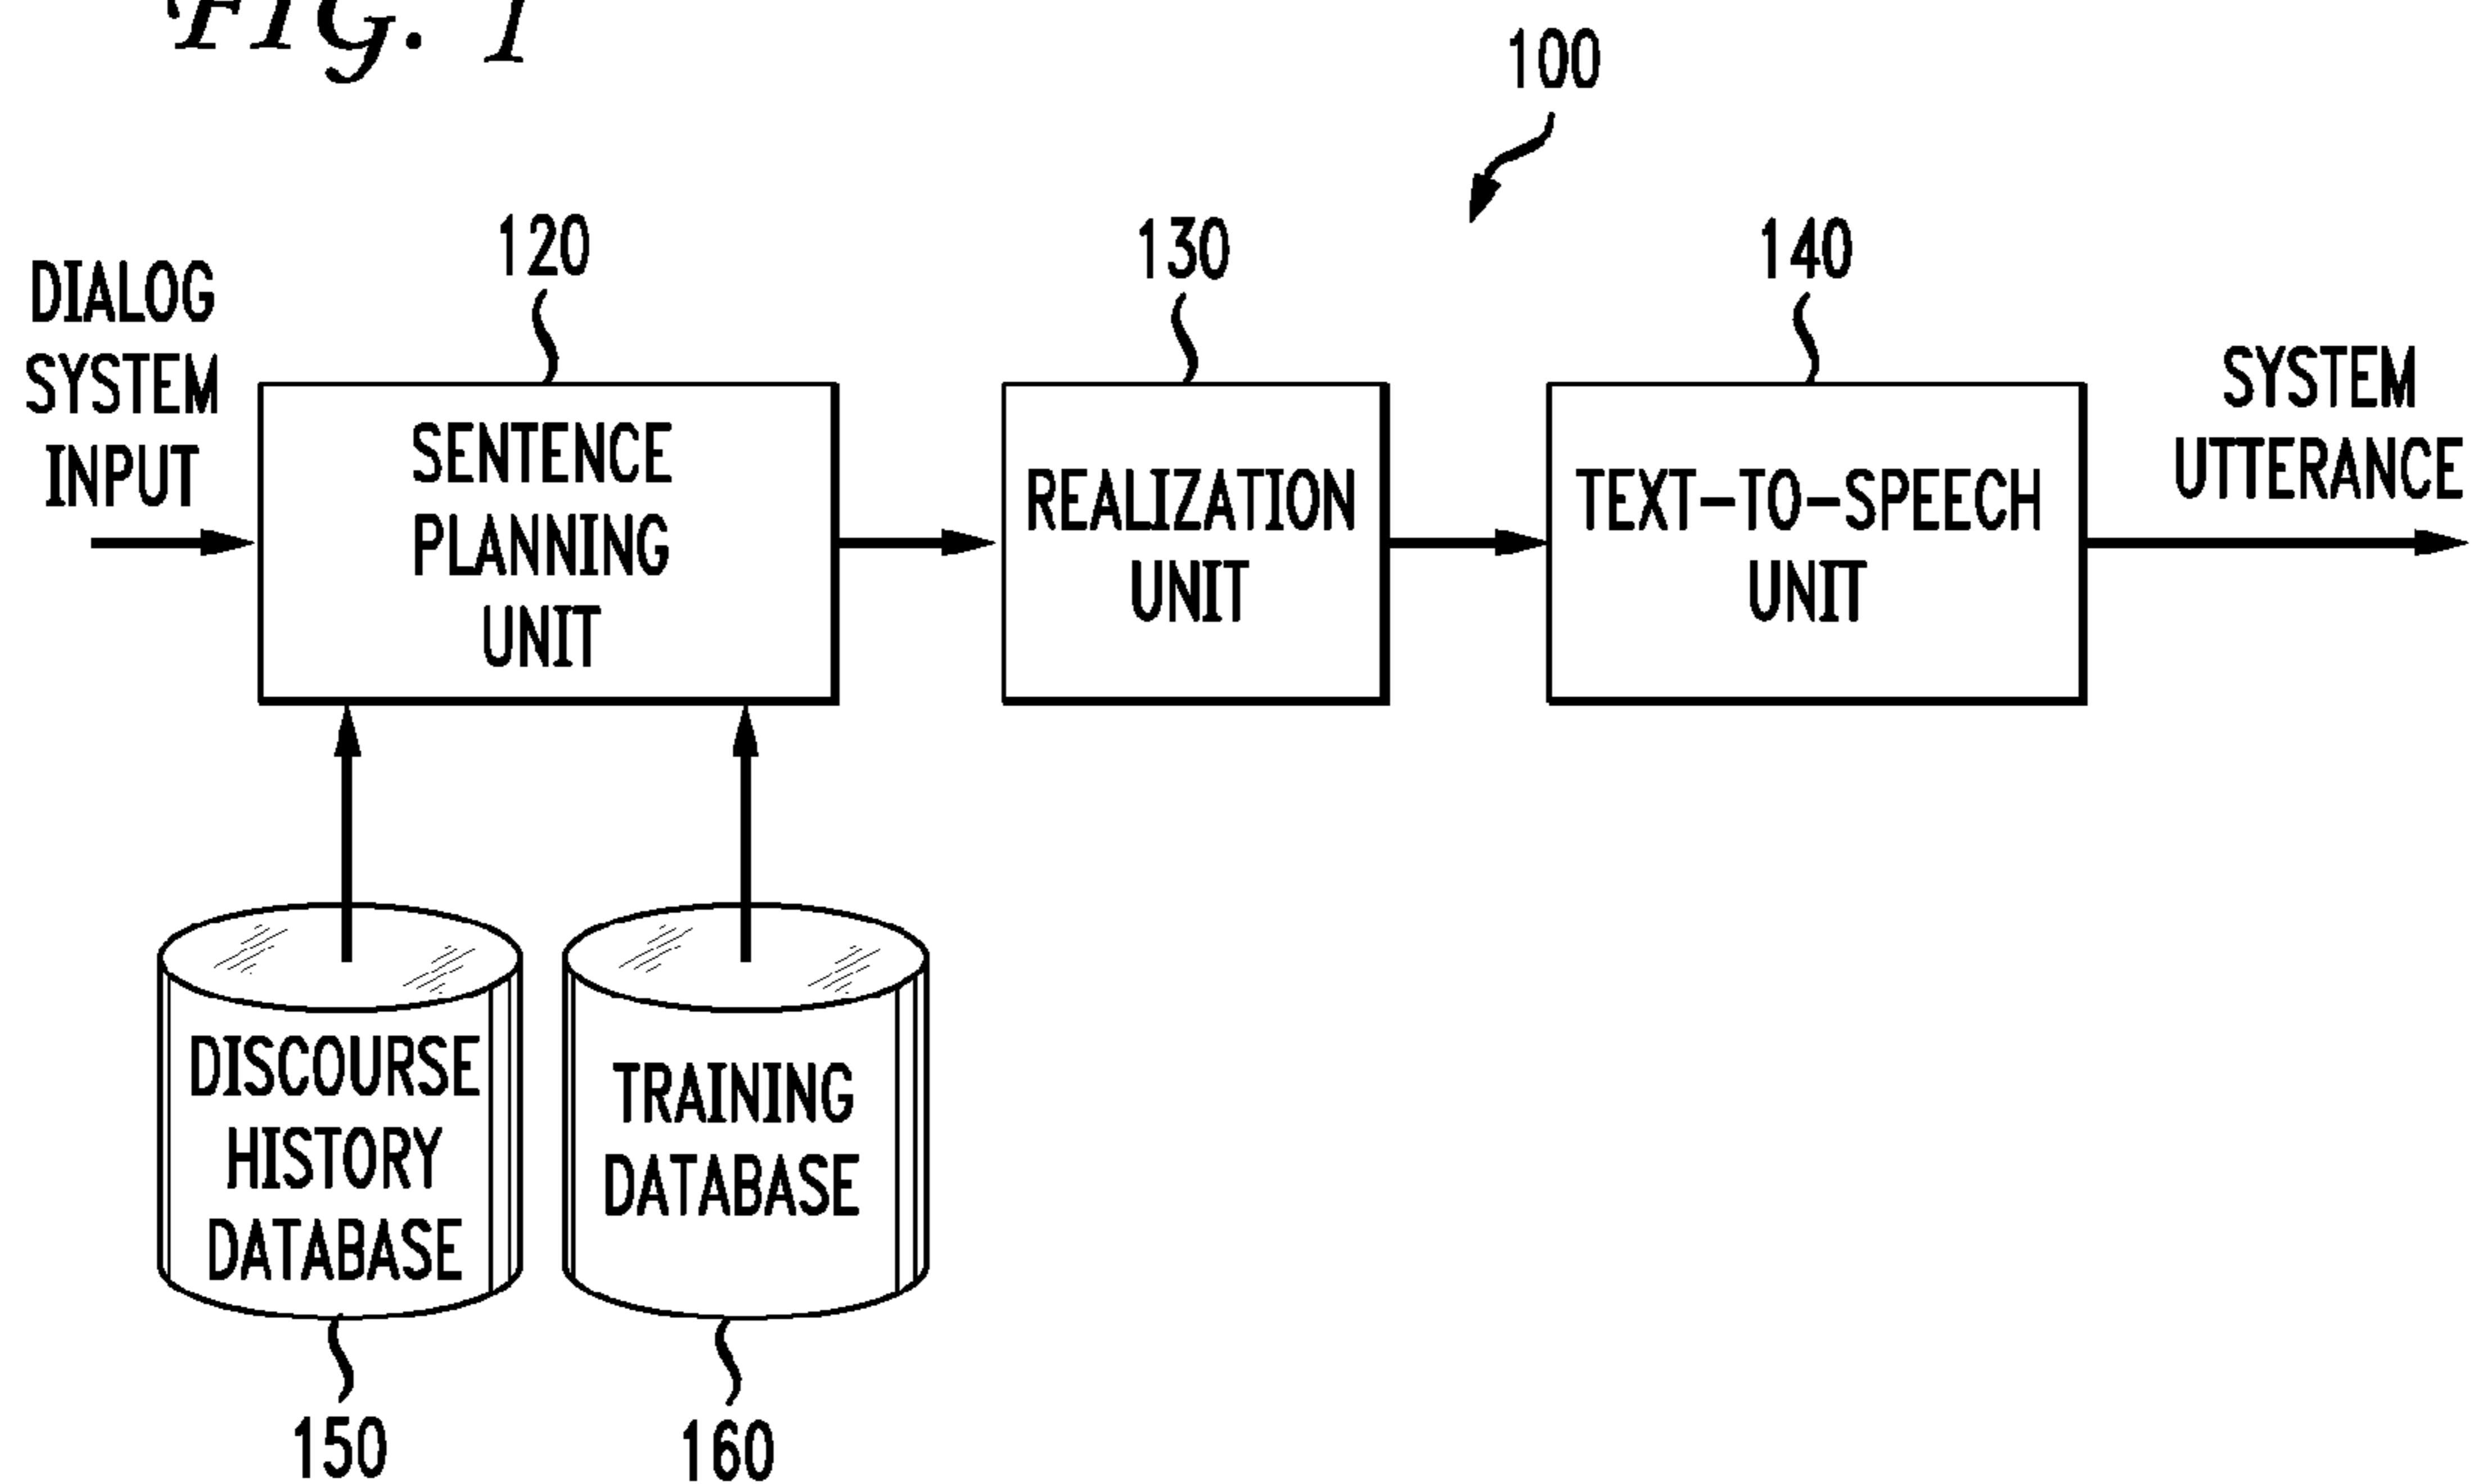 FIG. 1
100
120
130
140
DIALOG
SYSTEM
INPUT
SENTENCE
PLANNING
UNIT
REALIZATION
UNIT
TEXT-TO-SPEECH
UNIT
SYSTEM
UTTERANCE
DISCOURSE
HISTORY
DATABASE
TRAINING
DATABASE
150
160